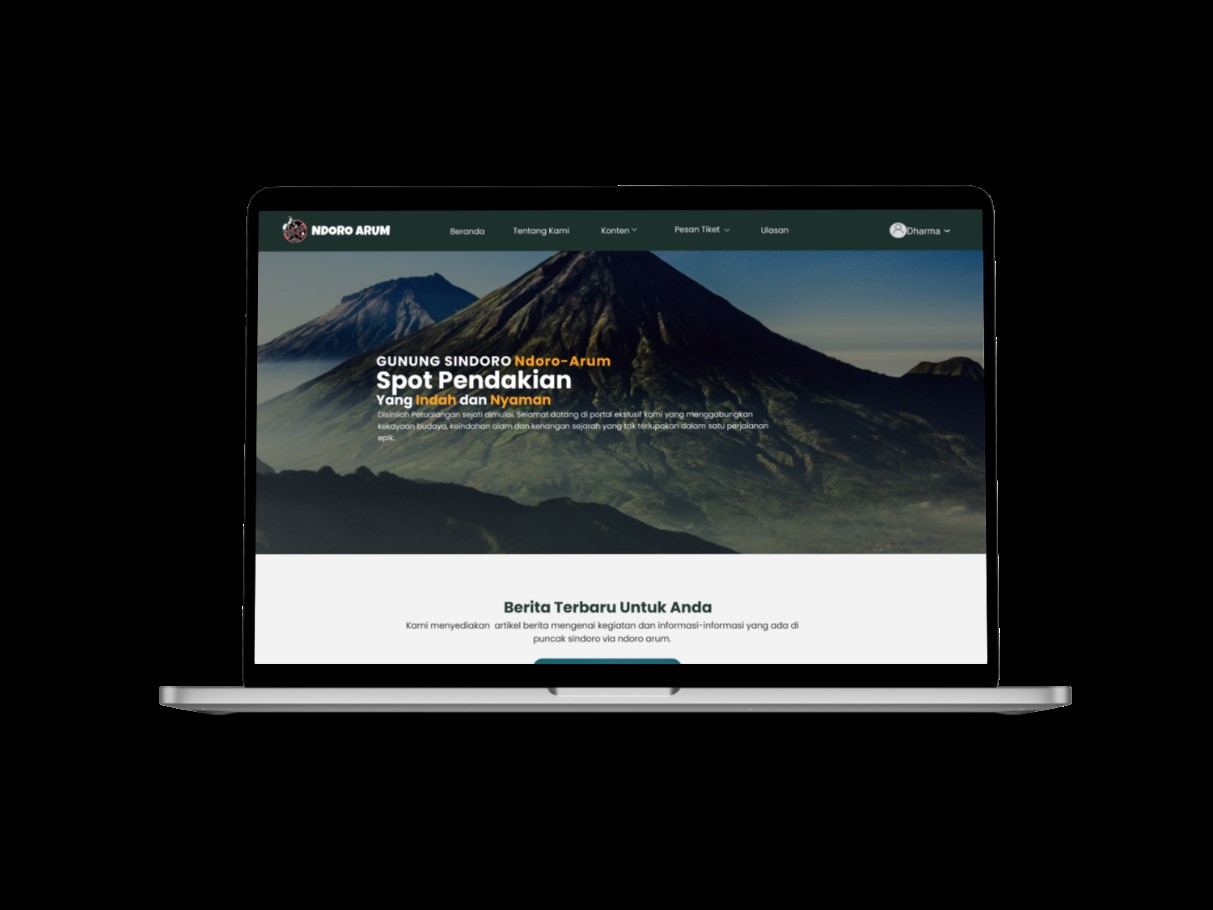 NDORO ARUM
Beranda
Tentang Kami
Konten
Pesan Tiket
Ulasan
Dharma
GUNUNG SINDORO Ndoro-Arum
Spot Pendakian
Yang Indah dan Nyaman
Disinilah Petualangan sejati dimulai. Selamat datang di portal ekslusif kami yang menggabungkan
kekayaan budaya, keindahan alam dan kenangan sejarah yang tak terlupakan dalam satu perjalanan
epik.
Berita Terbaru Untuk Anda
Kami menyediakan artikel berita mengenai kegiatan dan informasi-informasi yang ada di
puncak sindoro via ndoro arum.